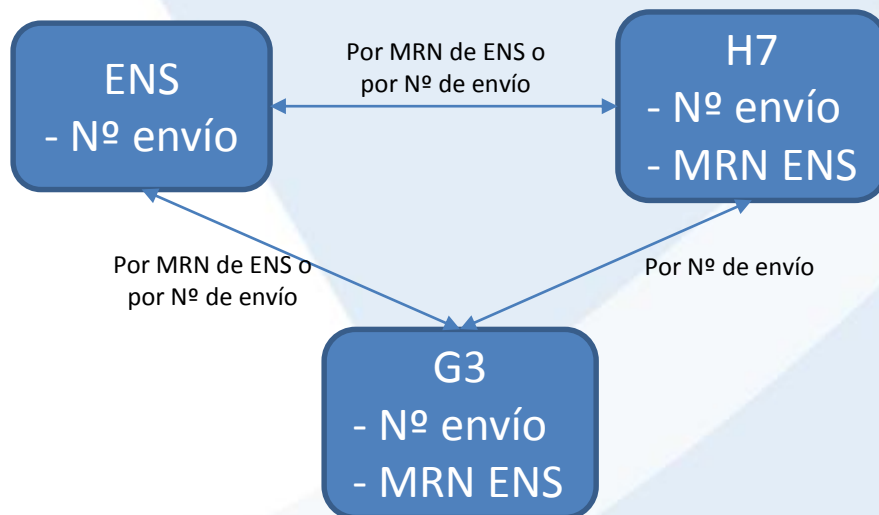 ENS
- Nº envío
Por MRN de ENS o
por Nº de envío
H7
- Nº envío
- MRN ENS
Por MRN de ENS o
por Nº de envío
Por Nº de envío
G3
- Nº envío
- MRN ENS